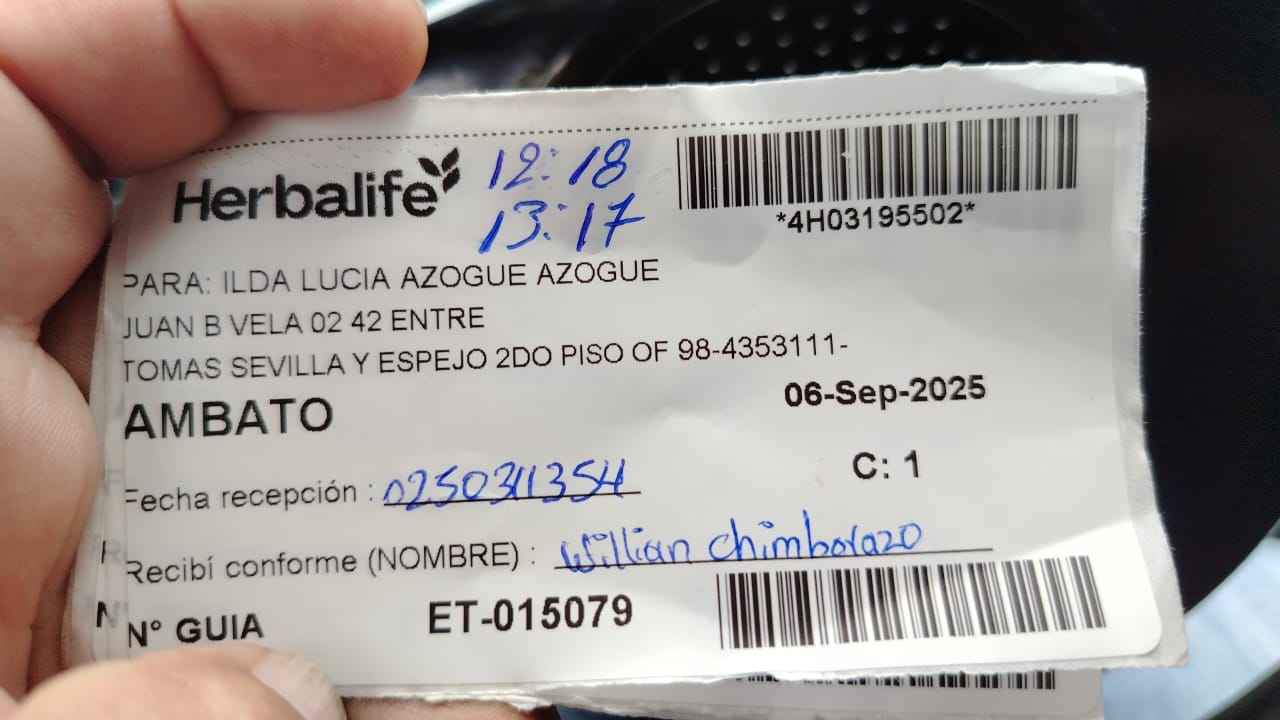 Herbalife
12:18
13:17
*4H03195502*
PARA: ILDA LUCIA AZOGUE AZOGUE
JUAN B VELA 02 42 ENTRE
TOMAS SEVILLA Y ESPEJO 2DO PISO OF 98-4353111-
AMBATO
06-Sep-2025
C: 1
Fecha recepción :
Recibí conforme (NOMBRE) : Willian Chimborazo
N° GUIA ET-015079